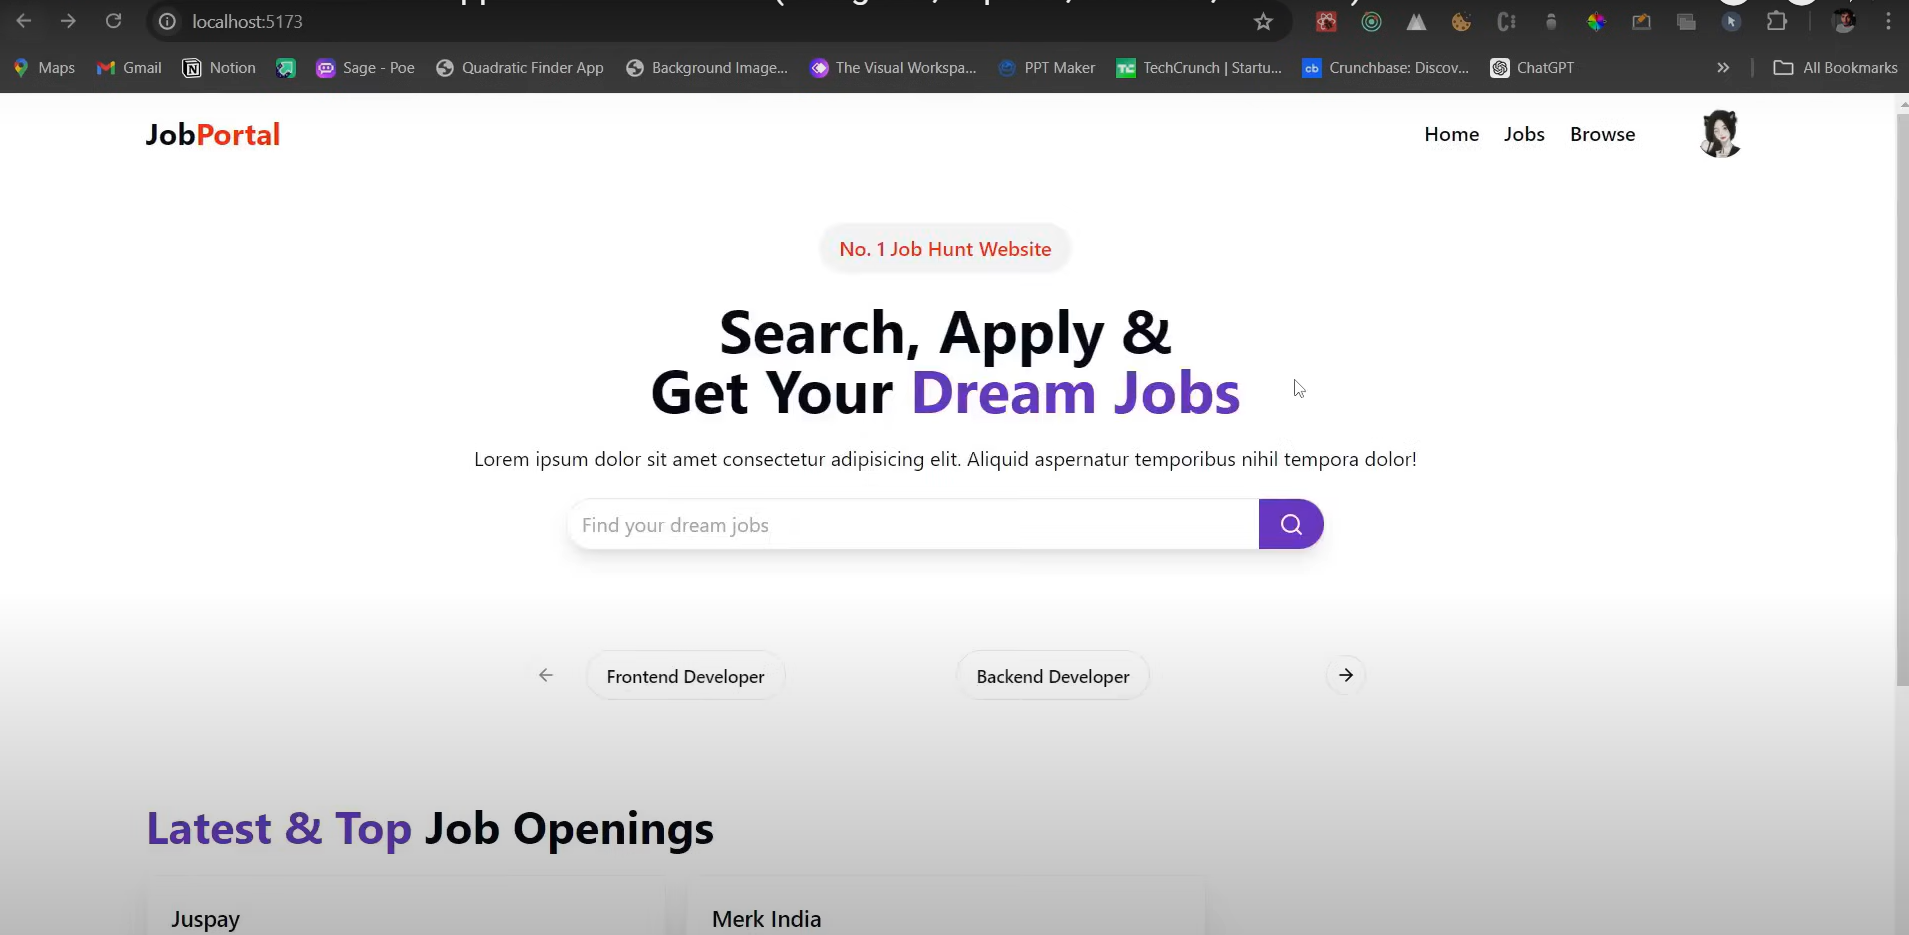 localhost:5173
Maps Gmail Notion Sage - Poe Quadratic Finder App Background Image... The Visual Workspa... PPT Maker TechCrunch | Startu... Crunchbase: Discov... ChatGPT All Bookmarks
JobPortal Home Jobs Browse
No. 1 Job Hunt Website
Search, Apply &
Get Your Dream Jobs
Lorem ipsum dolor sit amet consectetur adipisicing elit. Aliquid aspernatur temporibus nihil tempora dolor!
Find your dream jobs
Frontend Developer Backend Developer
Latest & Top Job Openings
Juspay Merk India